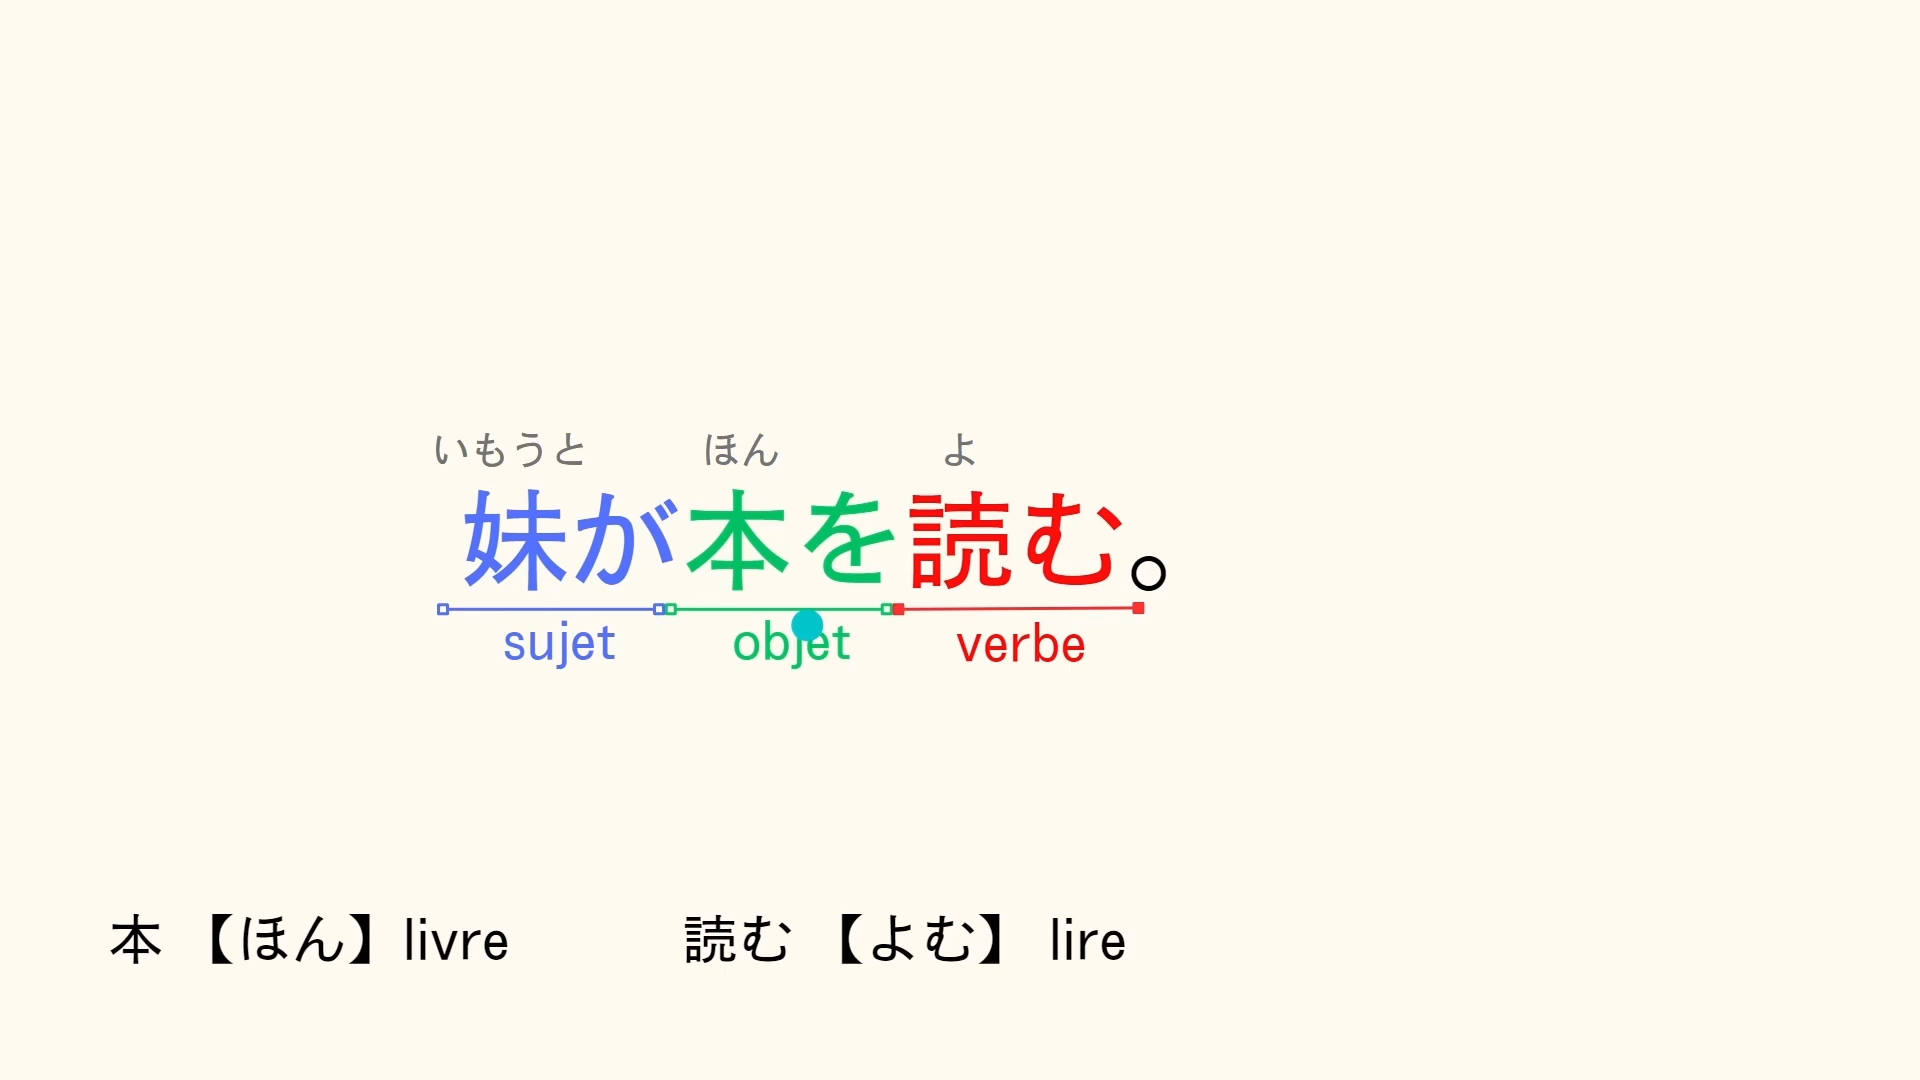 いもうと ほん よ
妹が本を読む。
sujet objet verbe
本 【ほん】livre 読む 【よむ】 lire